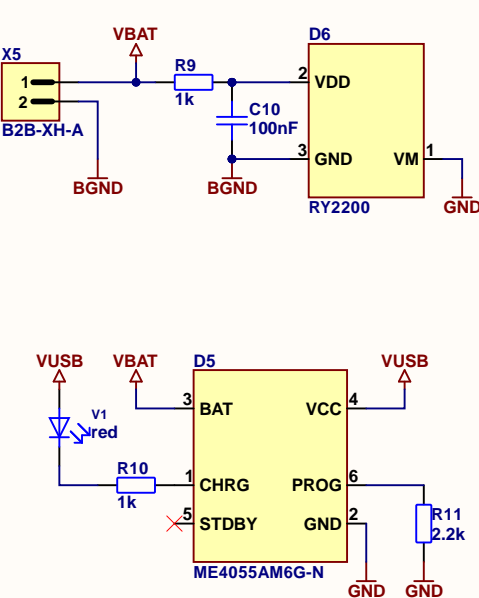 VBAT
D6
X5
R9
1
2
VDD
2
1k
C10
100nF
B2B-XH-A
3
GND
VM
1
BGND
BGND
RY2200
GND
VUSB
VBAT
D5
VUSB
3
BAT
VCC
4
V1
red
R10
1
CHRG
PROG
6
1k
5
STDBY
GND
2
R11
2.2k
ME4055AM6G-N
GND
GND